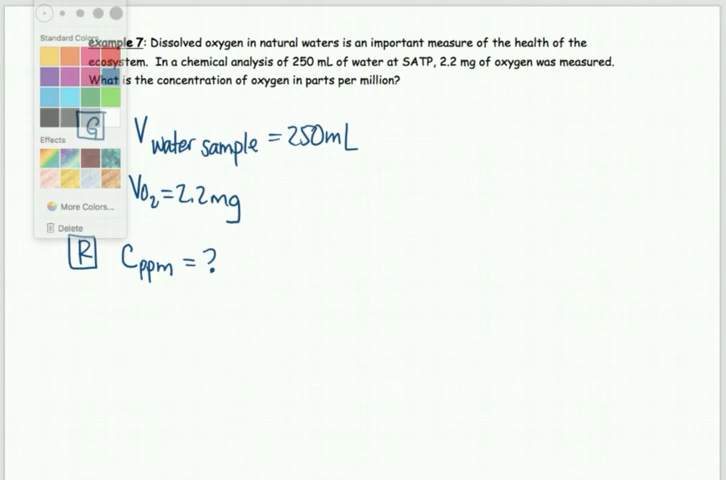 Standard Colors
example 7: Dissolved oxygen in natural waters is an important measure of the health of the
ecosystem. In a chemical analysis of 250 mL of water at SATP, 2.2 mg of oxygen was measured.
What is the concentration of oxygen in parts per million?
G V water sample = 250mL
Effects
VO2 = 2.2mg
More Colors...
Delete
R Cppm = ?